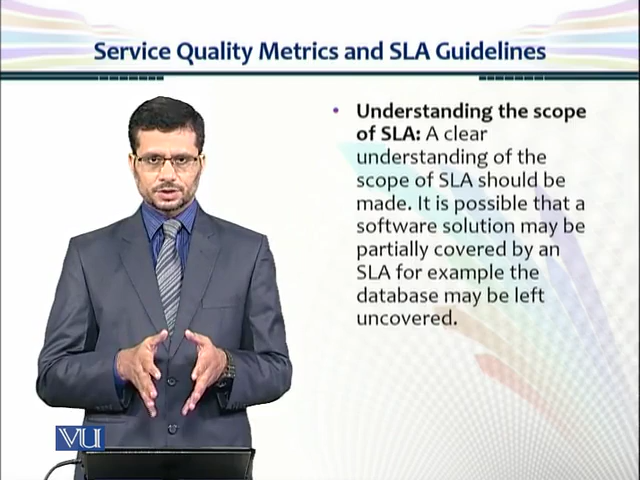 Service Quality Metrics and SLA Guidelines
• Understanding the scope
of SLA: A clear
understanding of the
scope of SLA should be
made. It is possible that a
software solution may be
partially covered by an
SLA for example the
database may be left
uncovered.
VU